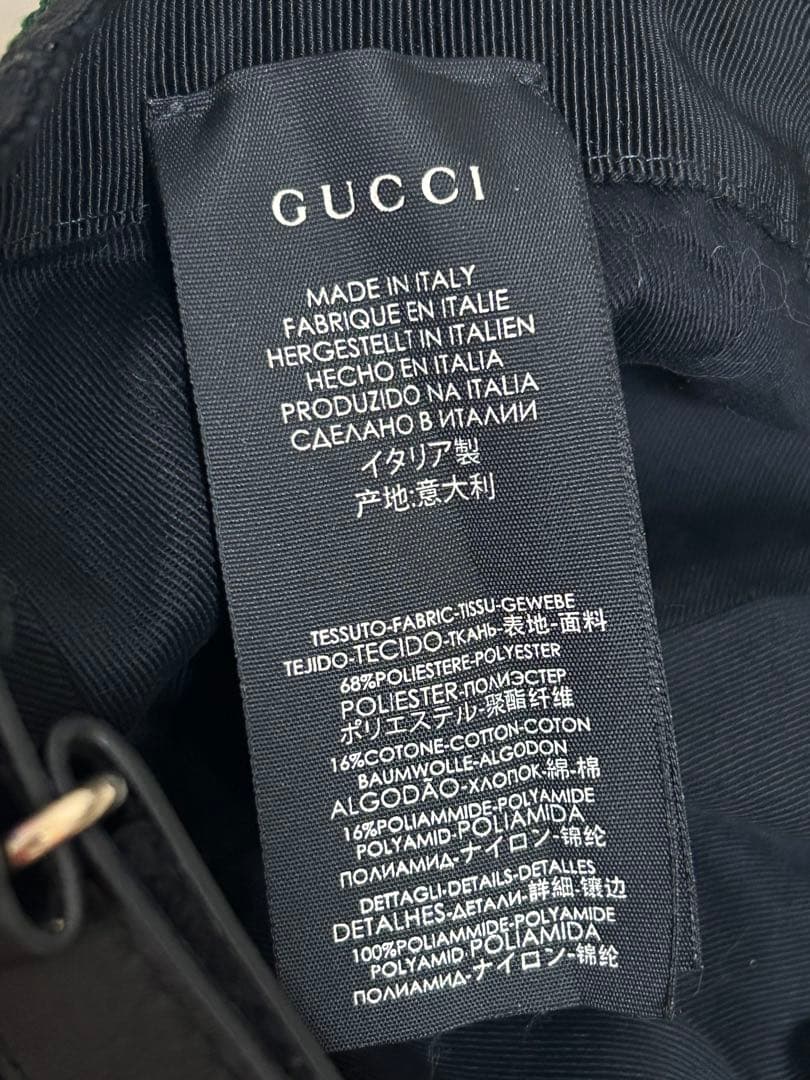 GUCCI
MADE IN ITALY
FABRIQUE EN ITALIE
HERGESTELLT IN ITALIEN
HECHO EN ITALIA
PRODUZIDO NA ITALIA
СДЕЛАНО В ИТАЛИИ
イタリア製
产地:意大利
TESSUTO-FABRIC-TISSU-GEWEBE
TEJIDO-TECIDO-ТКАНЬ-表地-面料
68%POLIESTERE-POLYESTER
POLIESTER-ПОЛИЭСТЕР
ポリエステル-聚酯纤维
16%COTONE-COTTON-COTON
BAUMWOLLE-ALGODON
ALGODÃO-ХЛОПОК-綿-棉
16%POLIAMMIDE-POLYAMIDE
POLYAMID-POLIAMIDA
ПОЛИАМИД-ナイロン-锦纶
DETTAGLI-DETAILS-DETALLES
DETALHES-ДЕТАЛИ-詳細-镶边
100%POLIAMMIDE-POLYAMIDE
POLYAMID-POLIAMIDA
ПОЛИАМИД-ナイロン-锦纶